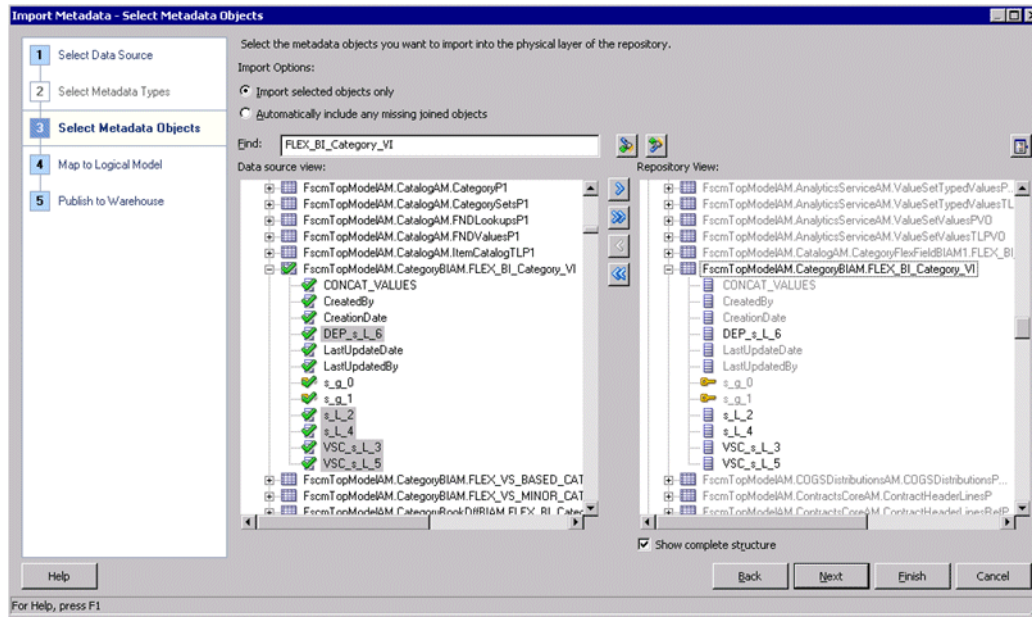 Import Metadata - Select Metadata Objects
1 Select Data Source
2 Select Metadata Types
3 Select Metadata Objects
4 Map to Logical Model
5 Publish to Warehouse
Select the metadata objects you want to import into the physical layer of the repository.
Import Options:
Import selected objects only
Automatically include any missing joined objects
Find: FLEX_BI_Category_VI
Data source view:
FscmTopModelAM.CatalogAM.CategoryP1
FscmTopModelAM.CatalogAM.CategorySetsP1
FscmTopModelAM.CatalogAM.FNDLookupsP1
FscmTopModelAM.CatalogAM.FNDValuesP1
FscmTopModelAM.CatalogAM.ItemCatalogTLP1
FscmTopModelAM.CategoryBIAM.FLEX_BI_Category_VI
CONCAT_VALUES
CreatedBy
CreationDate
DEP_s_L_6
LastUpdateDate
LastUpdatedBy
s_g_0
s_g_1
s_L_2
s_L_4
VSC_s_L_3
VSC_s_L_5
FscmTopModelAM.CategoryBIAM.FLEX_VS_BASED_CAT
FscmTopModelAM.CategoryBIAM.FLEX_VS_MINOR_CAT
FscmTopModelAM.CategoryBookDffBIAM.FLEX_BI_Categ
Repository View:
FscmTopModelAM.AnalyticsServiceAM.ValueSetTypedValuesP...
FscmTopModelAM.AnalyticsServiceAM.ValueSetTypedValuesTL
FscmTopModelAM.AnalyticsServiceAM.ValueSetValuesPVO
FscmTopModelAM.AnalyticsServiceAM.ValueSetValuesTLPVO
FscmTopModelAM.CatalogAM.CategoryFlexFieldBIAM1.FLEX_BI
FscmTopModelAM.CategoryBIAM.FLEX_BI_Category_VI
CONCAT_VALUES
CreatedBy
CreationDate
DEP_s_L_6
LastUpdateDate
LastUpdatedBy
s_g_0
s_g_1
s_L_2
s_L_4
VSC_s_L_3
VSC_s_L_5
FscmTopModelAM.COGSDistributionsAM.COGSDistributionsP...
FscmTopModelAM.ContractsCoreAM.ContractHeaderLinesP
FscmTopModelAM.ContractsCoreAM.ContractHeaderLinesRefP
Show complete structure
Help
Back
Next
Finish
Cancel
For Help, press F1